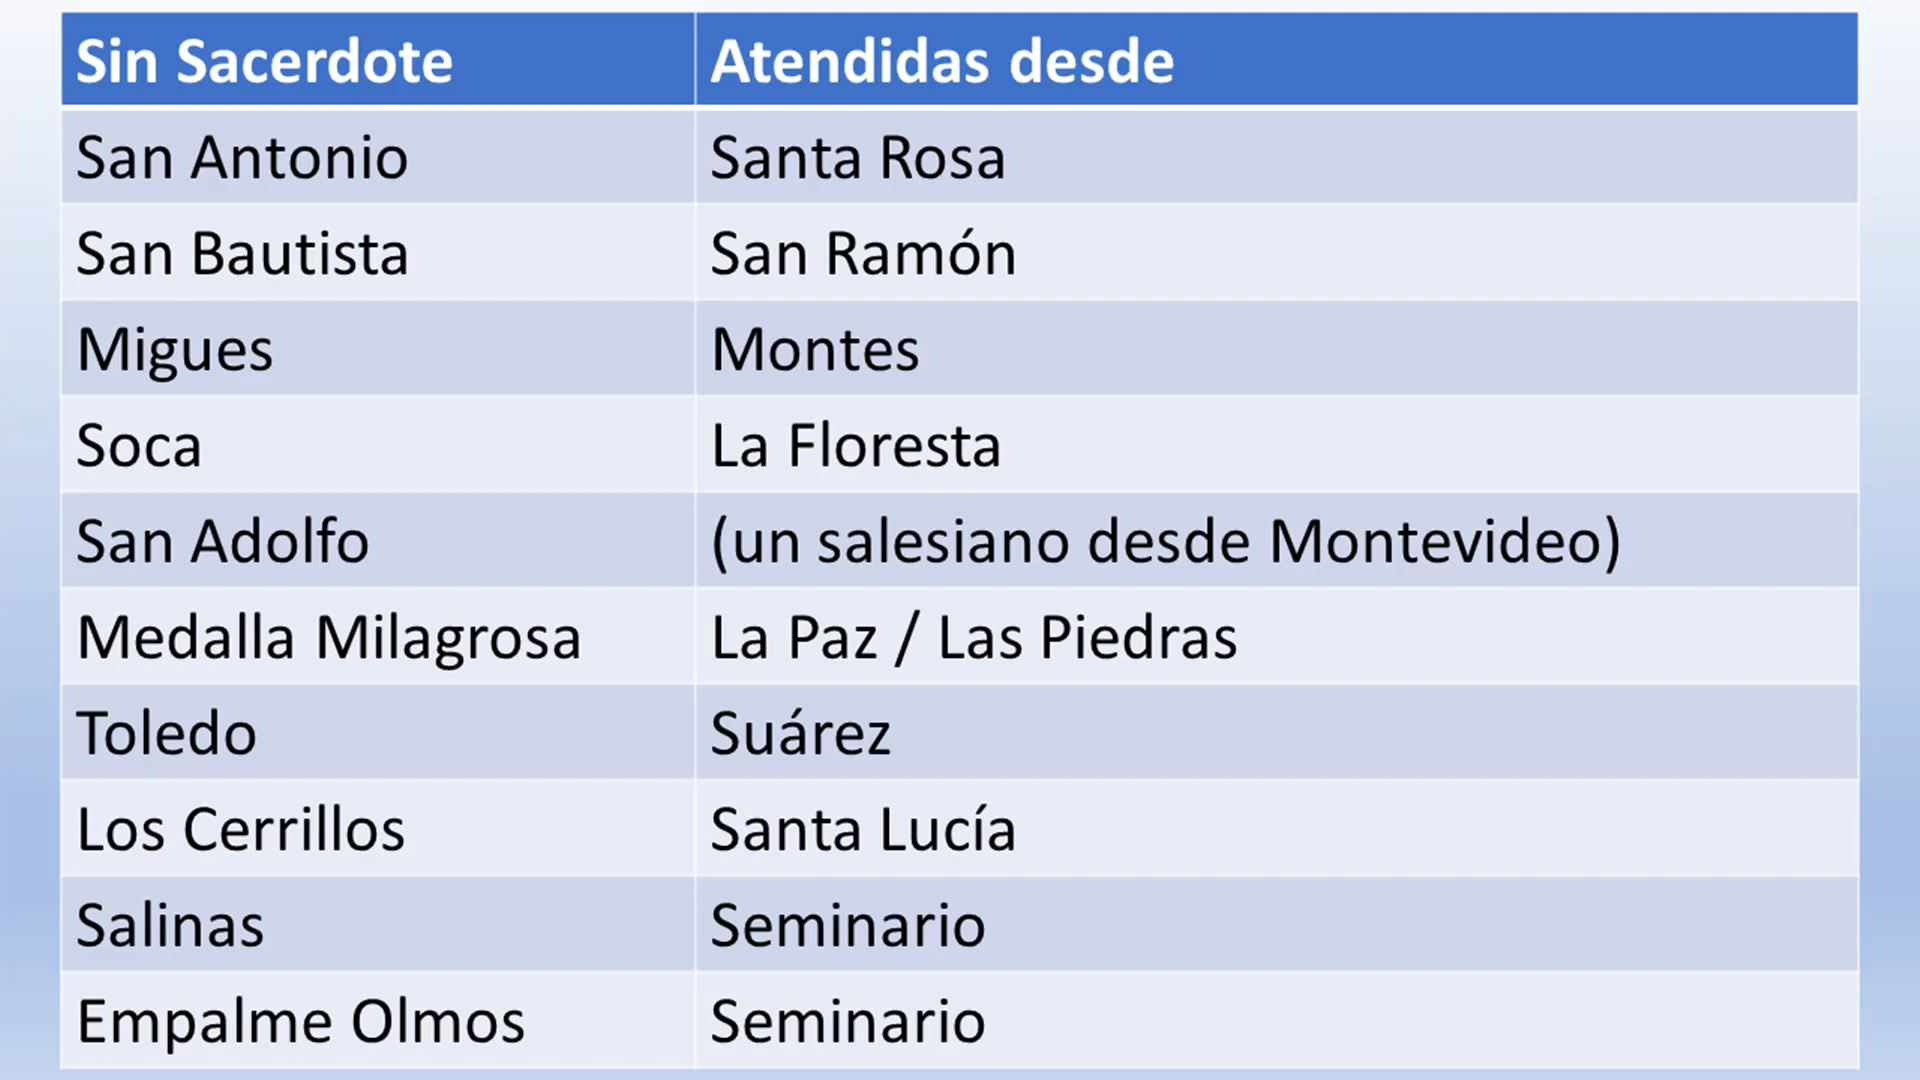 Sin Sacerdote Atendidas desde
San Antonio Santa Rosa
San Bautista San Ramón
Migues Montes
Soca La Floresta
San Adolfo (un salesiano desde Montevideo)
Medalla Milagrosa La Paz / Las Piedras
Toledo Suárez
Los Cerrillos Santa Lucía
Salinas Seminario
Empalme Olmos Seminario